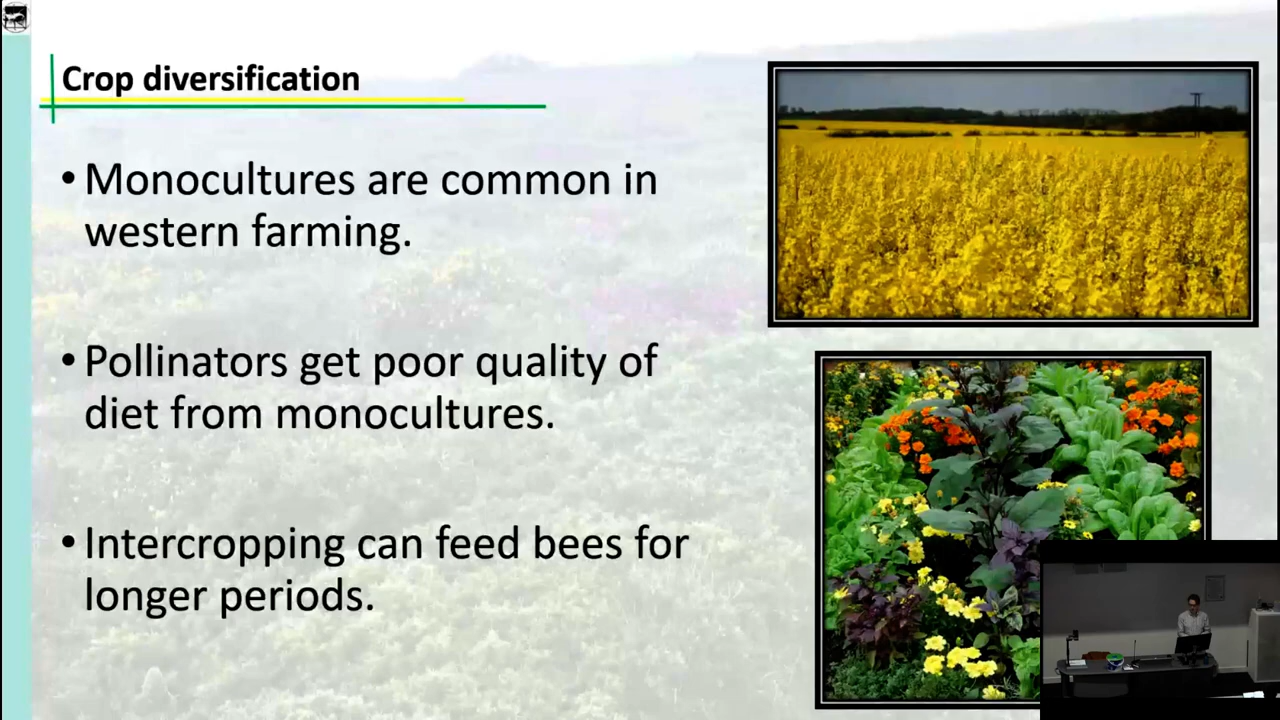 Crop diversification
• Monocultures are common in
western farming.
• Pollinators get poor quality of
diet from monocultures.
• Intercropping can feed bees for
longer periods.